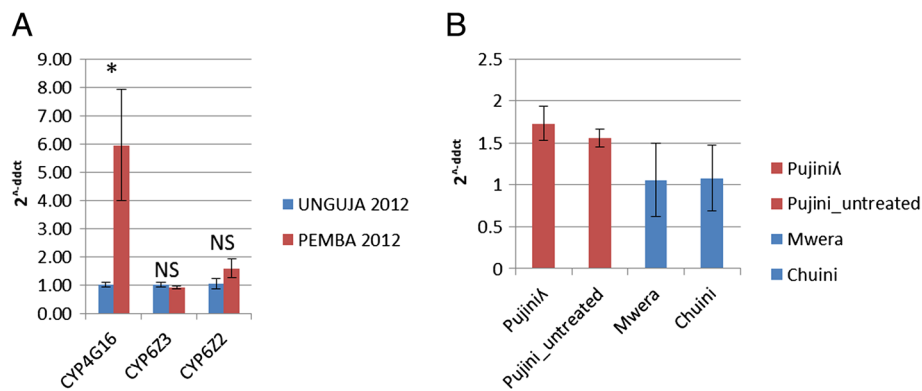 A
2^-ddct
9.00
8.00
7.00
6.00
5.00
4.00
3.00
2.00
1.00
0.00
*
NS
NS
CYP4G16
CYP6Z3
CYP6Z2
UNGUJA 2012
PEMBA 2012
B
2^-ddct
2.5
2
1.5
1
0.5
0
Pujiniʎ
Pujini_untreated
Mwera
Chuini
Pujiniʎ
Pujini_untreated
Mwera
Chuini